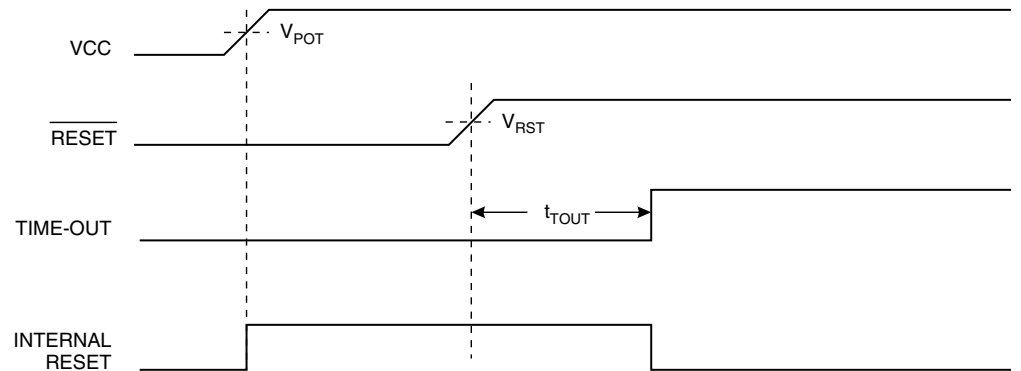 VCC
V_POT
RESET
V_RST
TIME-OUT
t_TOUT
INTERNAL
RESET